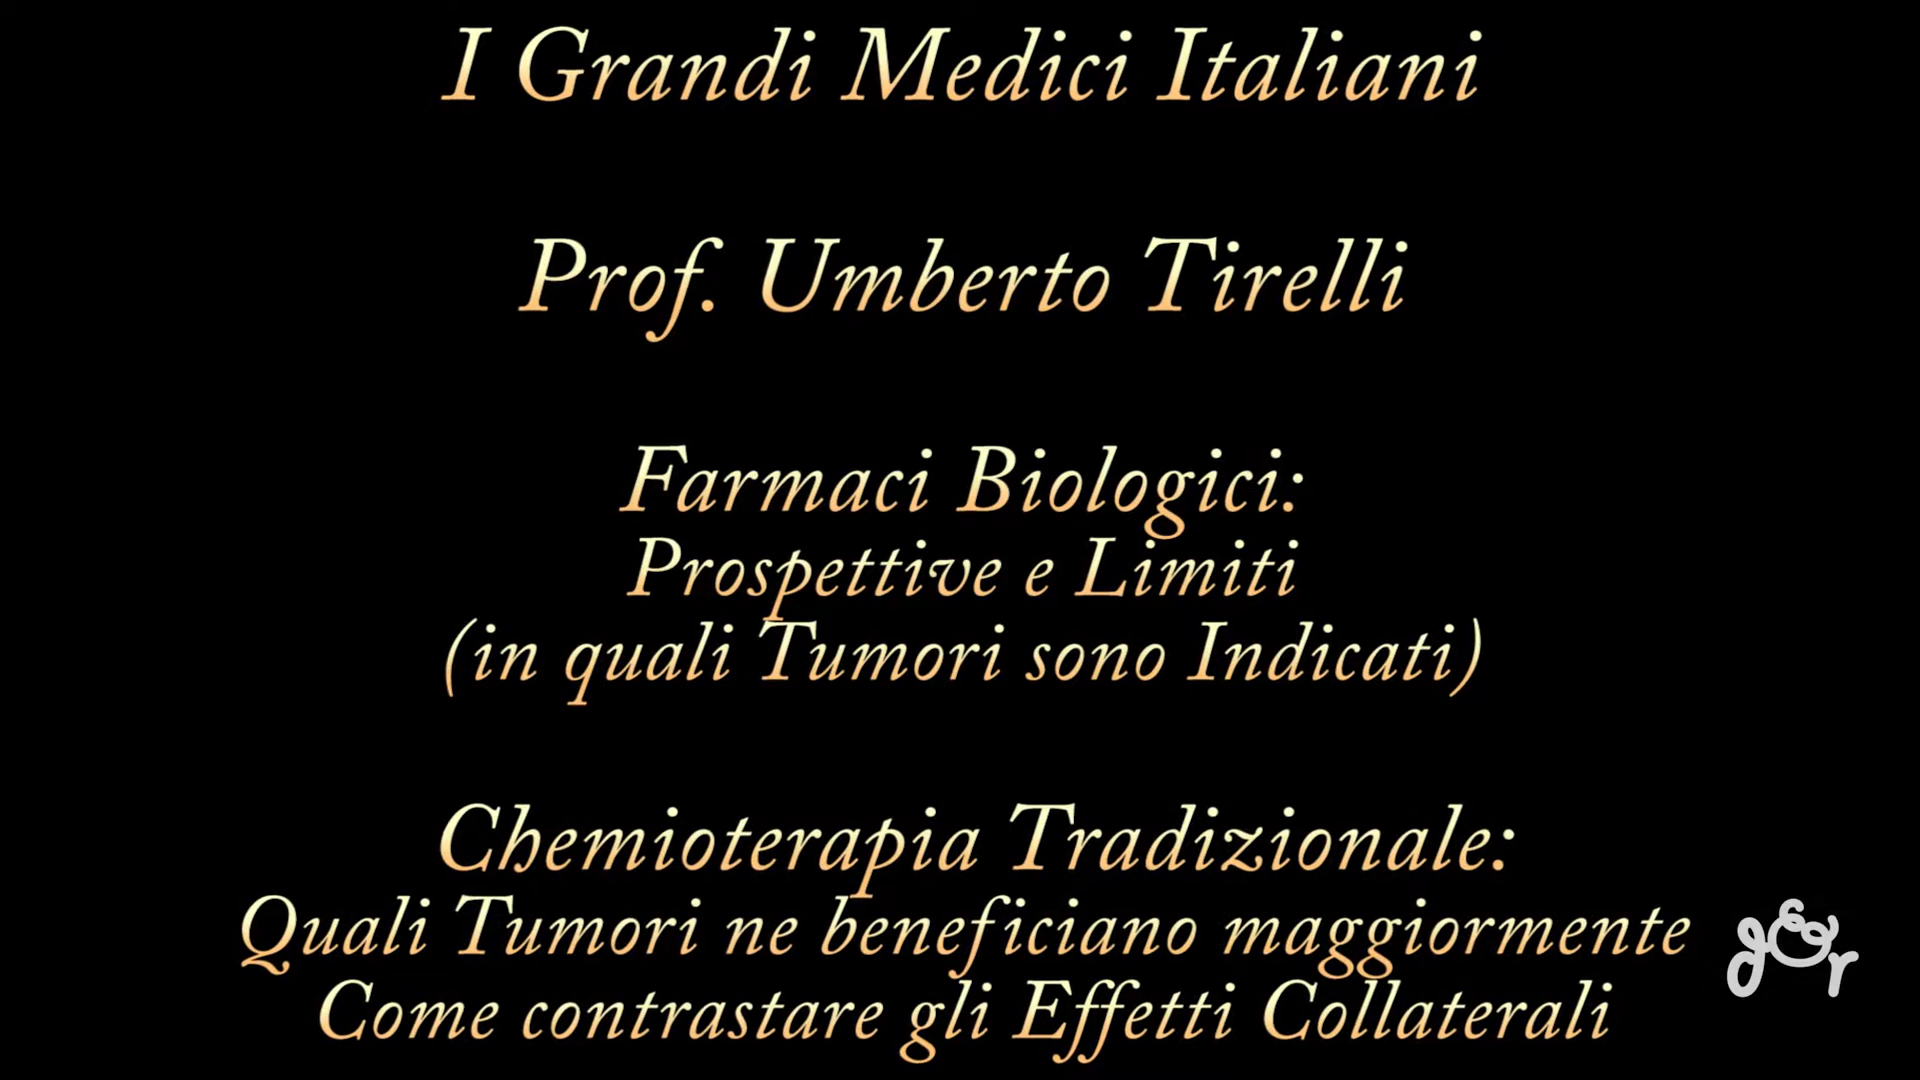 I Grandi Medici Italiani
Prof. Umberto Tirelli
Farmaci Biologici:
Prospettive e Limiti
(in quali Tumori sono Indicati)
Chemioterapia Tradizionale:
Quali Tumori ne beneficiano maggiormente
Come contrastare gli Effetti Collaterali